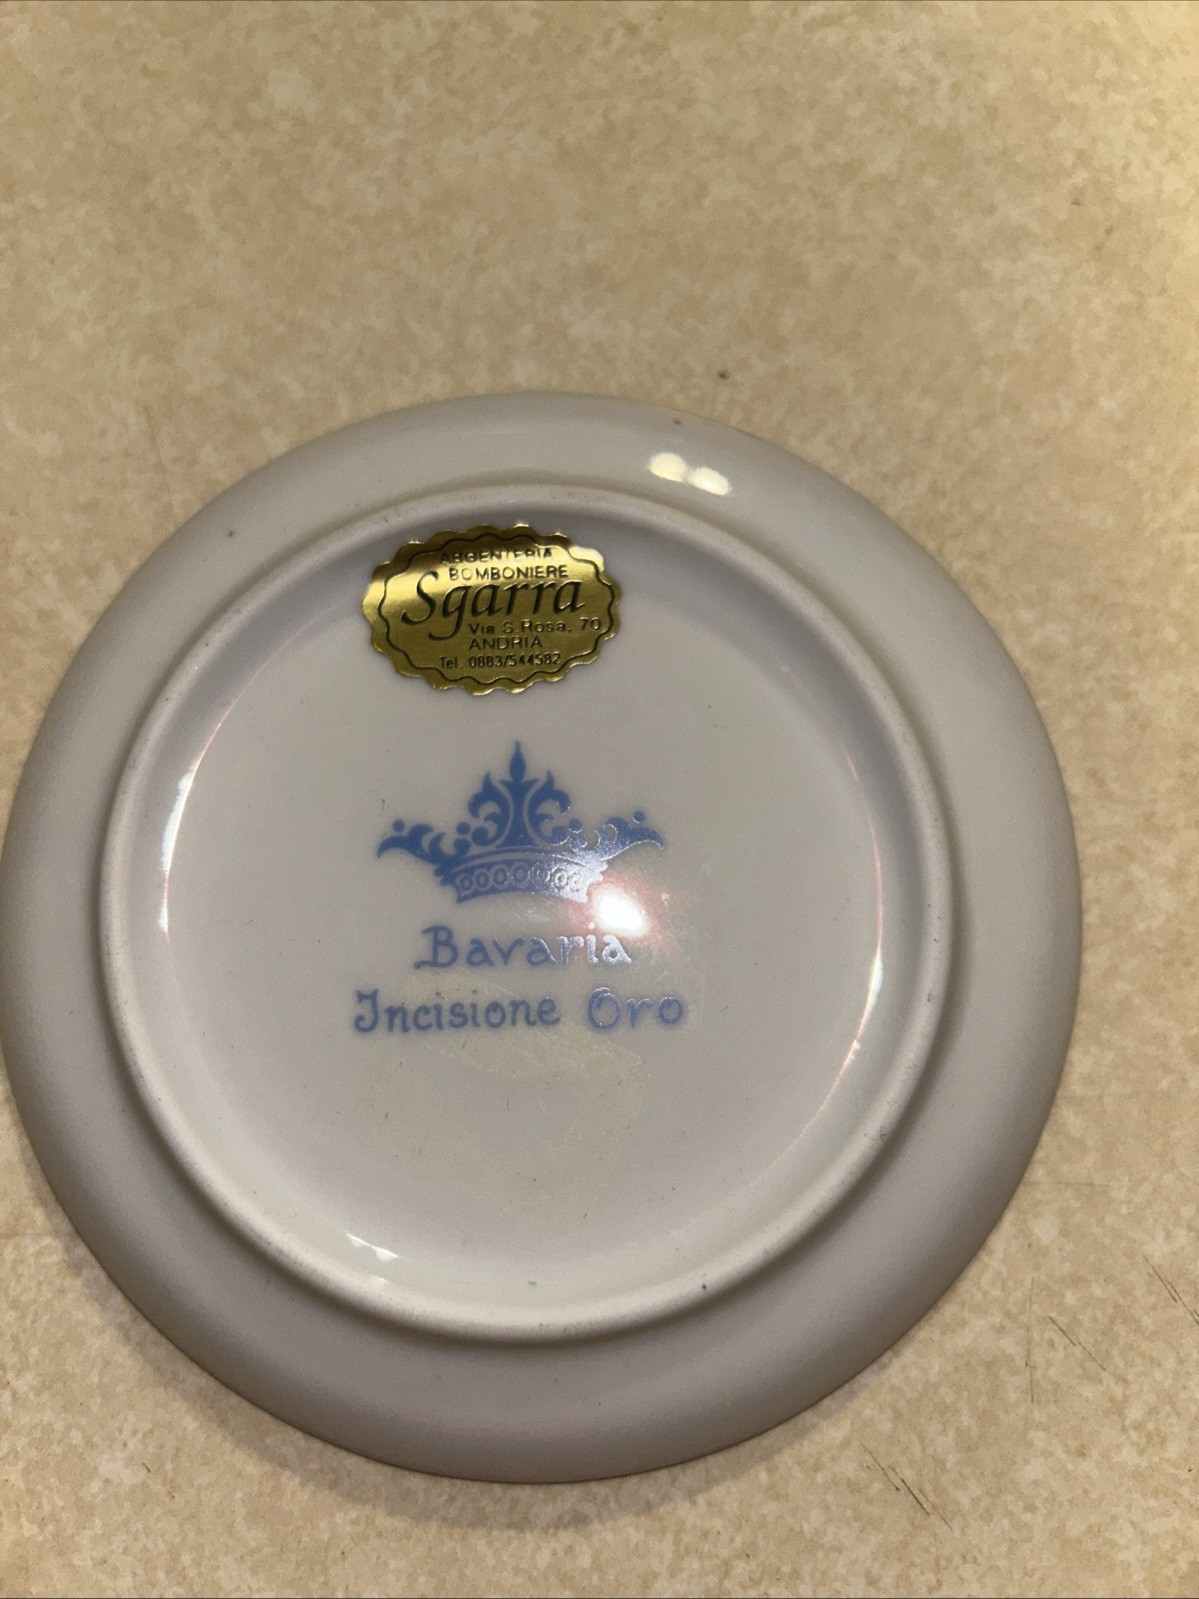 ARGENTERIA
BOMBONIERE
Sgarra
Via S. Rosa, 70
ANDRIA
Tel. 0883/544582
Bavaria
Incisione Oro